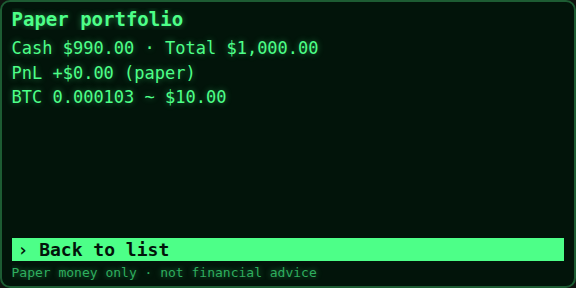 Paper portfolio
Cash $990.00 · Total $1,000.00
PnL +$0.00 (paper)
BTC 0.000103 ~ $10.00
› Back to list
Paper money only · not financial advice